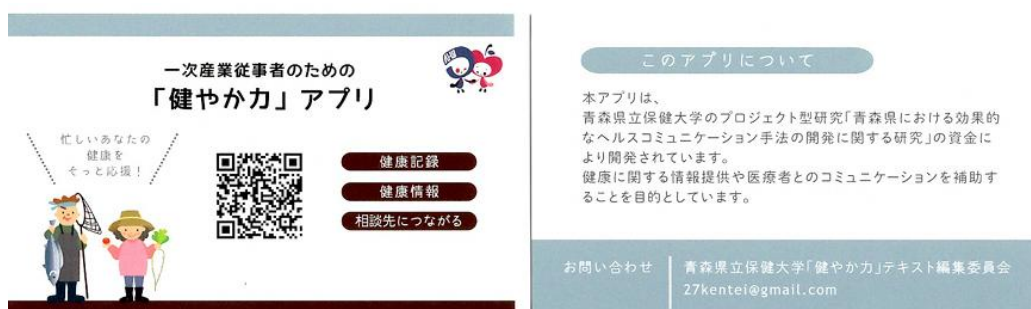 一次産業従事者のための
「健やか力」アプリ
忙しいあなたの
健康を
そっと応援!
健康記録
健康情報
相談先につながる
このアプリについて
本アプリは、
青森県立保健大学のプロジェクト型研究「青森県における効果的
なヘルスコミュニケーション手法の開発に関する研究」の資金に
より開発されています。
健康に関する情報提供や医療者とのコミュニケーションを補助す
ることを目的としています。
お問い合わせ
青森県立保健大学「健やか力」テキスト編集委員会
27kentei@gmail.com